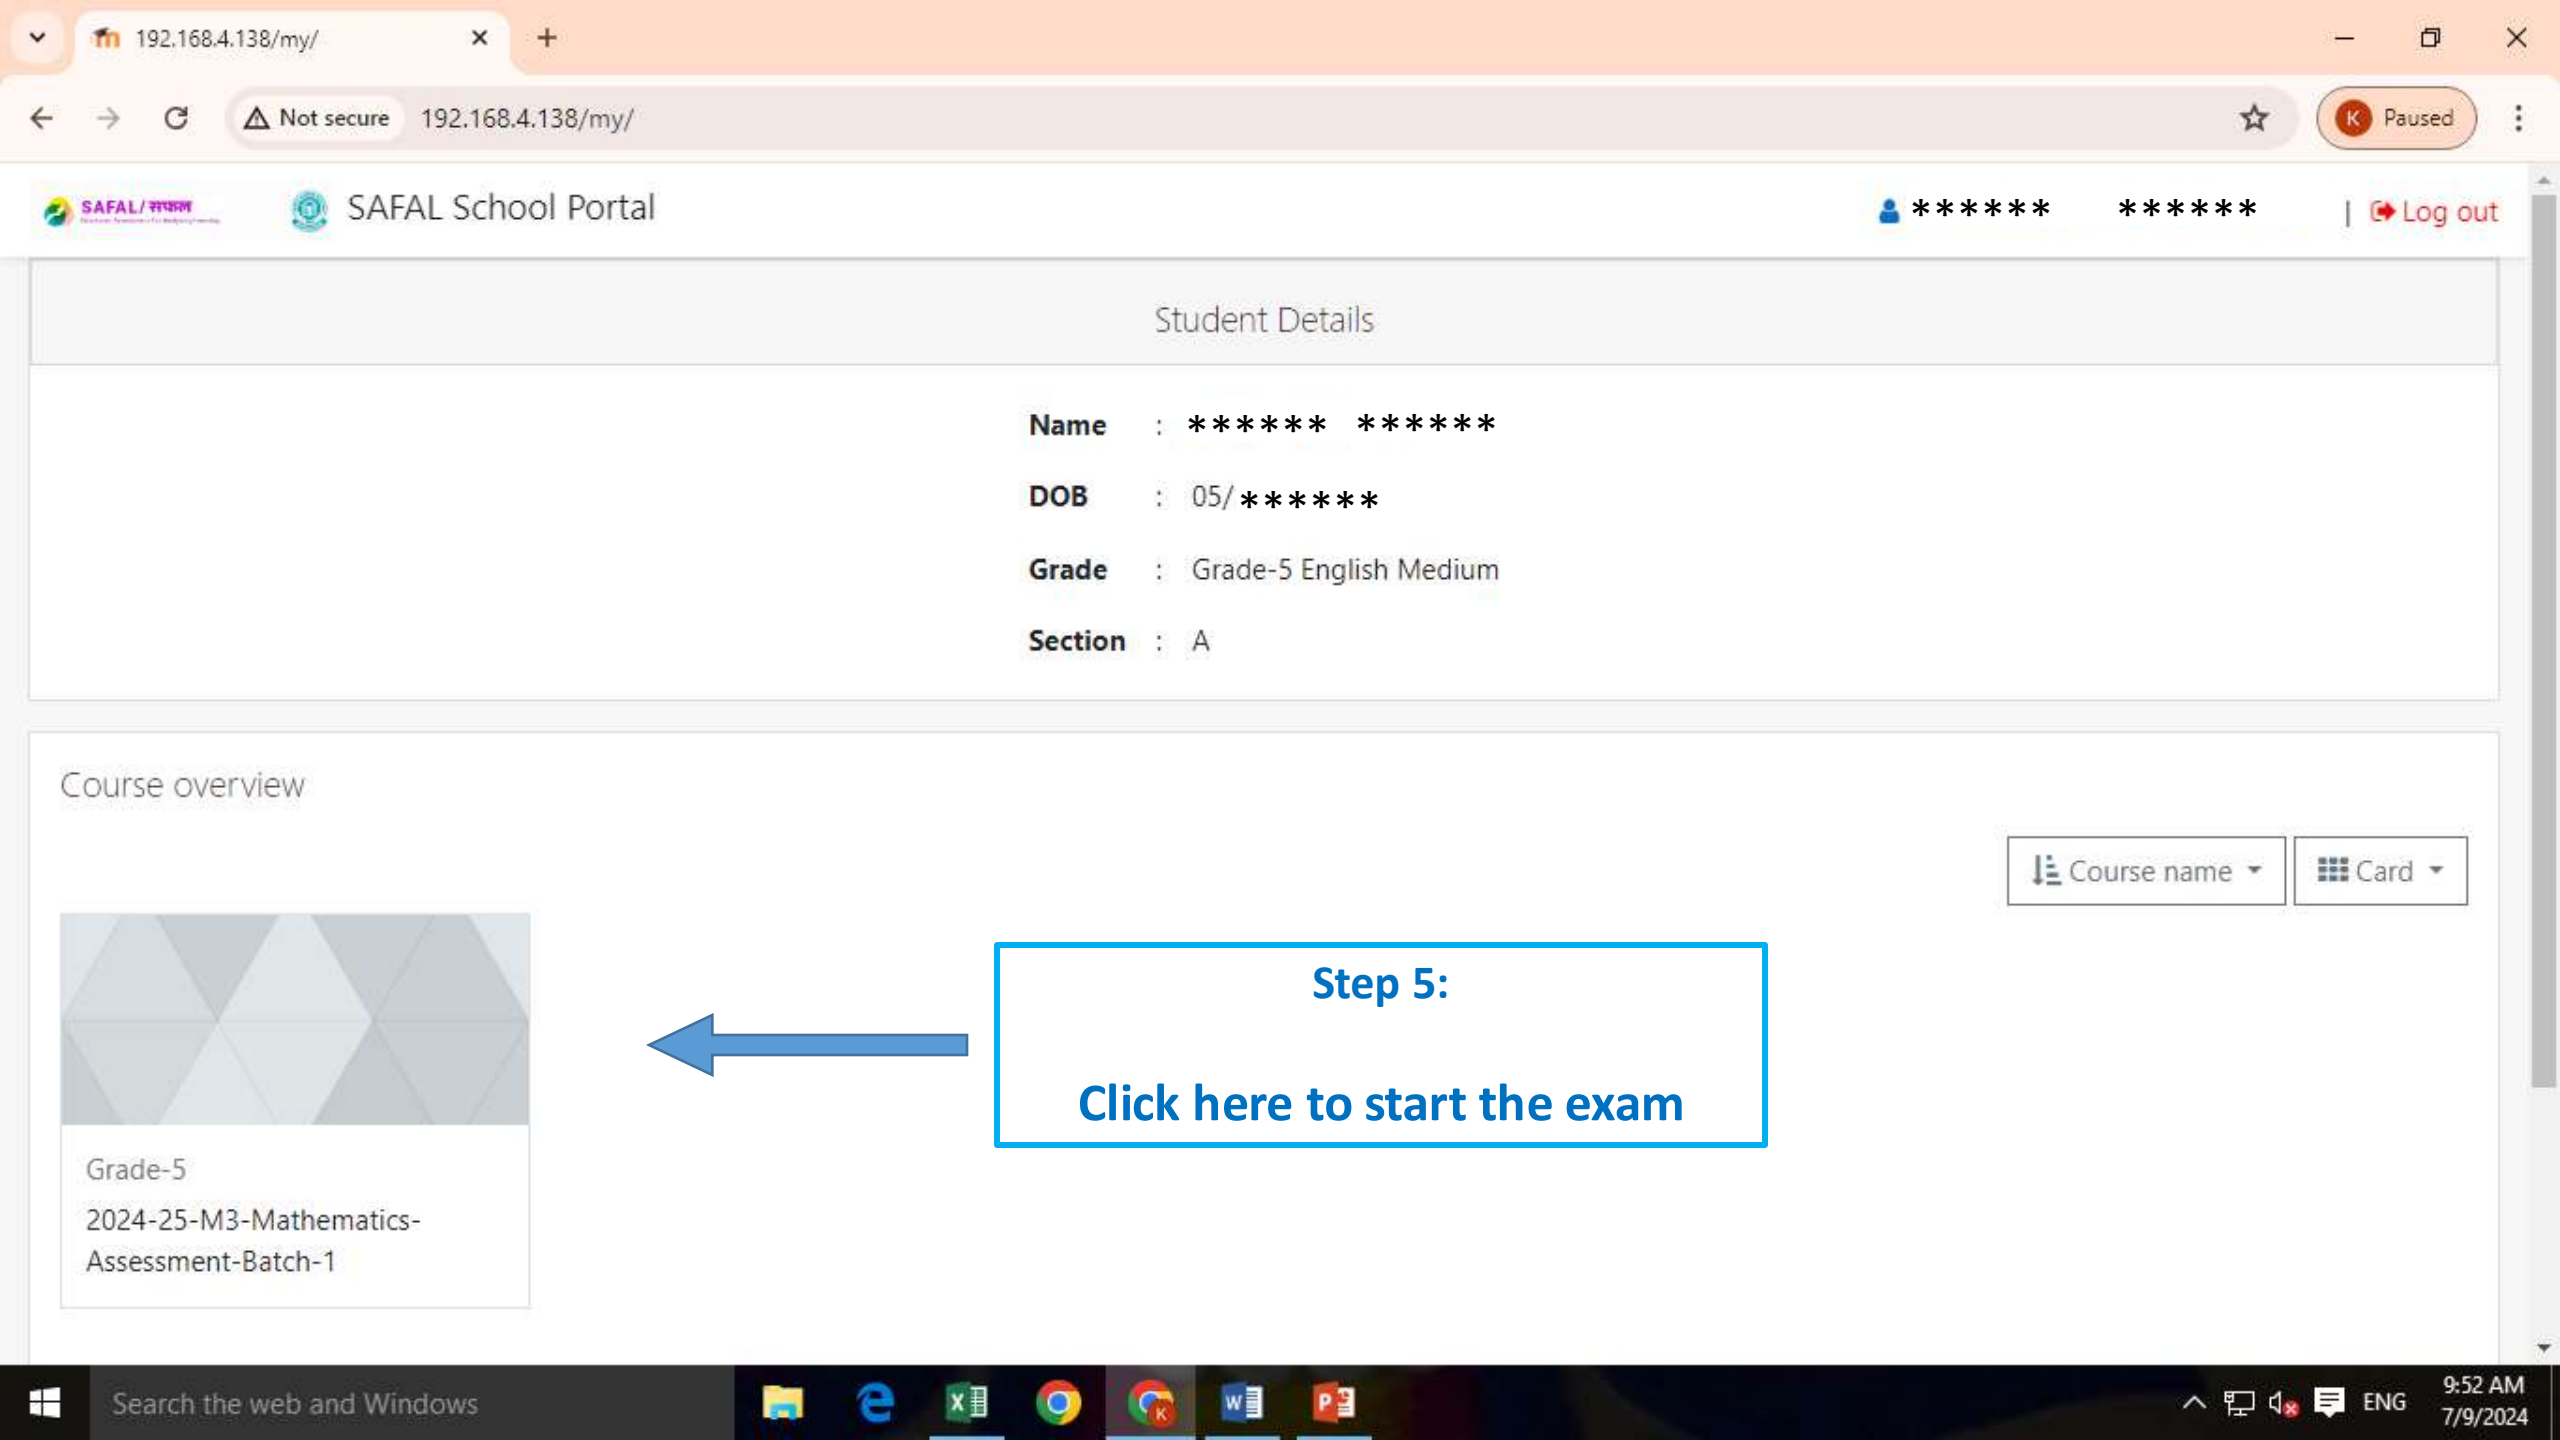 192.168.4.138/my/
Not secure 192.168.4.138/my/
K Paused
SAFAL/सफल
SAFAL School Portal
****** ****** | Log out
Student Details
Name : ****** ******
DOB : 05/******
Grade : Grade-5 English Medium
Section : A
Course overview
Course name
Card
Step 5:
Click here to start the exam
Grade-5
2024-25-M3-Mathematics-
Assessment-Batch-1
Search the web and Windows
ENG
9:52 AM
7/9/2024